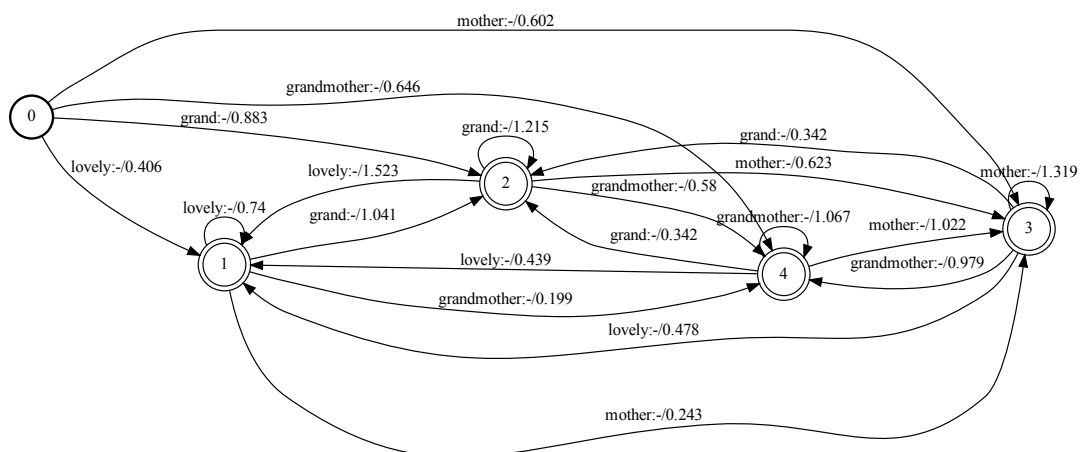 mother:-/0.602
grandmother:-/0.646
0
grand:-/0.883
grand:-/1.215
grand:-/0.342
lovely:-/0.406
lovely:-/1.523
mother:-/0.623
mother:-/1.319
2
grandmother:-/0.58
lovely:-/0.74
grand:-/1.041
grandmother:-/1.067
mother:-/1.022
3
grand:-/0.342
1
lovely:-/0.439
4
grandmother:-/0.979
grandmother:-/0.199
lovely:-/0.478
mother:-/0.243